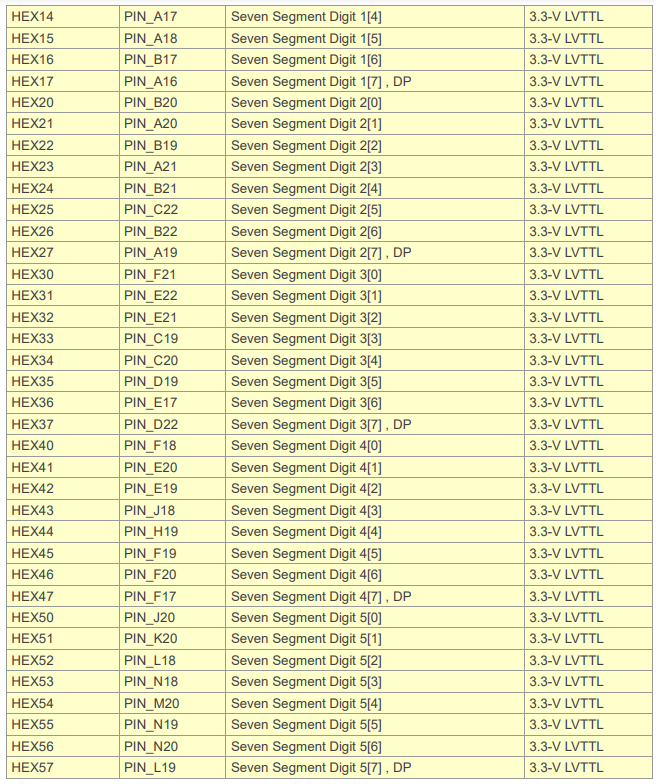 HEX14 PIN_A17 Seven Segment Digit 1[4] 3.3-V LVTTL
HEX15 PIN_A18 Seven Segment Digit 1[5] 3.3-V LVTTL
HEX16 PIN_B17 Seven Segment Digit 1[6] 3.3-V LVTTL
HEX17 PIN_A16 Seven Segment Digit 1[7] , DP 3.3-V LVTTL
HEX20 PIN_B20 Seven Segment Digit 2[0] 3.3-V LVTTL
HEX21 PIN_A20 Seven Segment Digit 2[1] 3.3-V LVTTL
HEX22 PIN_B19 Seven Segment Digit 2[2] 3.3-V LVTTL
HEX23 PIN_A21 Seven Segment Digit 2[3] 3.3-V LVTTL
HEX24 PIN_B21 Seven Segment Digit 2[4] 3.3-V LVTTL
HEX25 PIN_C22 Seven Segment Digit 2[5] 3.3-V LVTTL
HEX26 PIN_B22 Seven Segment Digit 2[6] 3.3-V LVTTL
HEX27 PIN_A19 Seven Segment Digit 2[7] , DP 3.3-V LVTTL
HEX30 PIN_F21 Seven Segment Digit 3[0] 3.3-V LVTTL
HEX31 PIN_E22 Seven Segment Digit 3[1] 3.3-V LVTTL
HEX32 PIN_E21 Seven Segment Digit 3[2] 3.3-V LVTTL
HEX33 PIN_C19 Seven Segment Digit 3[3] 3.3-V LVTTL
HEX34 PIN_C20 Seven Segment Digit 3[4] 3.3-V LVTTL
HEX35 PIN_D19 Seven Segment Digit 3[5] 3.3-V LVTTL
HEX36 PIN_E17 Seven Segment Digit 3[6] 3.3-V LVTTL
HEX37 PIN_D22 Seven Segment Digit 3[7] , DP 3.3-V LVTTL
HEX40 PIN_F18 Seven Segment Digit 4[0] 3.3-V LVTTL
HEX41 PIN_E20 Seven Segment Digit 4[1] 3.3-V LVTTL
HEX42 PIN_E19 Seven Segment Digit 4[2] 3.3-V LVTTL
HEX43 PIN_J18 Seven Segment Digit 4[3] 3.3-V LVTTL
HEX44 PIN_H19 Seven Segment Digit 4[4] 3.3-V LVTTL
HEX45 PIN_F19 Seven Segment Digit 4[5] 3.3-V LVTTL
HEX46 PIN_F20 Seven Segment Digit 4[6] 3.3-V LVTTL
HEX47 PIN_F17 Seven Segment Digit 4[7] , DP 3.3-V LVTTL
HEX50 PIN_J20 Seven Segment Digit 5[0] 3.3-V LVTTL
HEX51 PIN_K20 Seven Segment Digit 5[1] 3.3-V LVTTL
HEX52 PIN_L18 Seven Segment Digit 5[2] 3.3-V LVTTL
HEX53 PIN_N18 Seven Segment Digit 5[3] 3.3-V LVTTL
HEX54 PIN_M20 Seven Segment Digit 5[4] 3.3-V LVTTL
HEX55 PIN_N19 Seven Segment Digit 5[5] 3.3-V LVTTL
HEX56 PIN_N20 Seven Segment Digit 5[6] 3.3-V LVTTL
HEX57 PIN_L19 Seven Segment Digit 5[7] , DP 3.3-V LVTTL